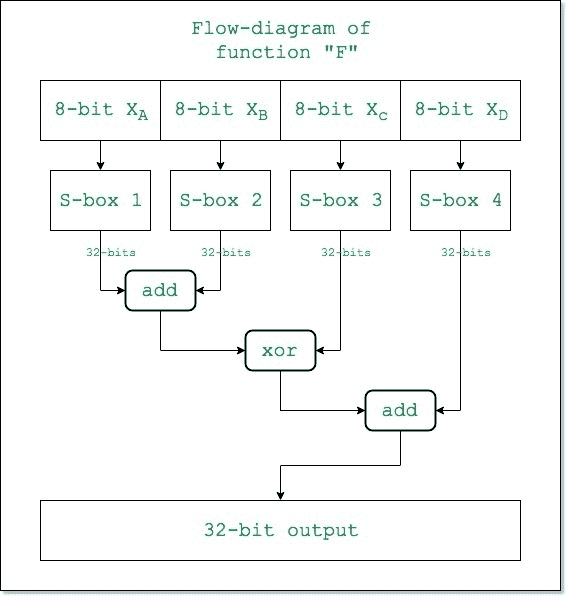 Flow-diagram of
function "F"
8-bit X_A 8-bit X_B 8-bit X_c 8-bit X_D
S-box 1 S-box 2 S-box 3 S-box 4
32-bits 32-bits 32-bits 32-bits
add
xor
add
32-bit output